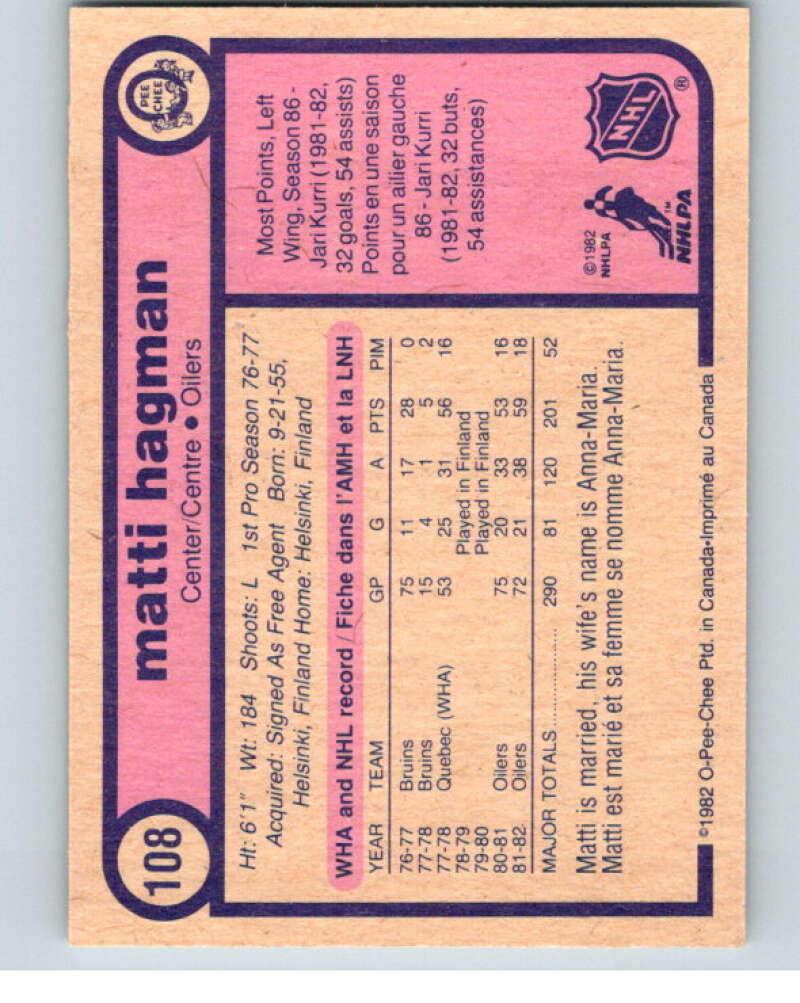 108
matti hagman
Center/Centre • Oilers
O
PEE
CHEE
Ht: 6'1" Wt: 184 Shoots: L 1st Pro Season 76-77
Acquired: Signed As Free Agent Born: 9-21-55,
Helsinki, Finland Home: Helsinki, Finland
WHA and NHL record / Fiche dans l'AMH et la LNH
YEAR TEAM GP G A PTS PIM
76-77 Bruins 75 11 17 28 0
77-78 Bruins 15 4 1 5 2
77-78 Quebec (WHA) 53 25 31 56 16
78-79 Played in Finland
79-80 Played in Finland
80-81 Oilers 75 20 33 53 16
81-82 Oilers 72 21 38 59 18
MAJOR TOTALS .............. 290 81 120 201 52
Matti is married, his wife's name is Anna-Maria.
Matti est marié et sa femme se nomme Anna-Maria.
Most Points, Left
Wing, Season 86 -
Jari Kurri (1981-82,
32 goals, 54 assists)
Points en une saison
pour un ailier gauche
86 - Jari Kurri
(1981-82, 32 buts,
54 assistances)
©1982
NHLPA
NHLPA
TM
NHL
®
©1982 O-Pee-Chee Ptd. in Canada•Imprimé au Canada